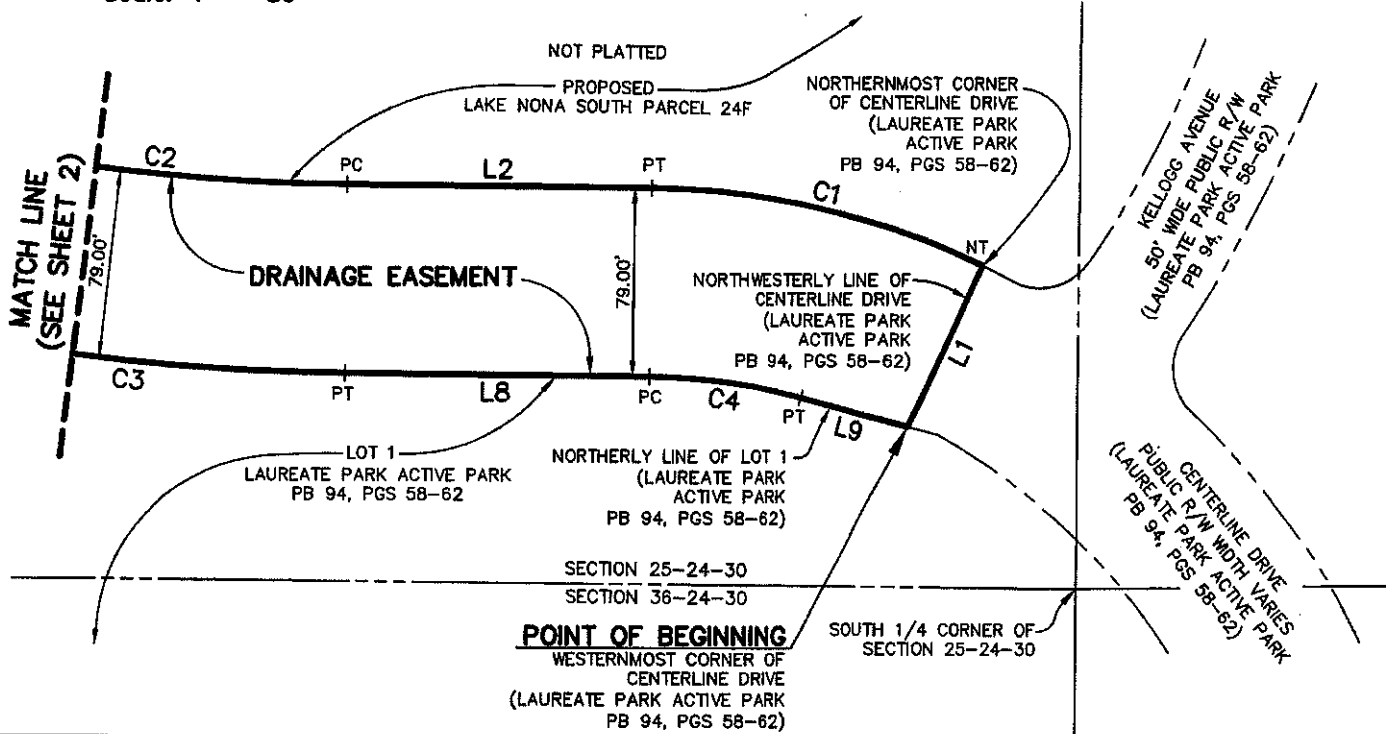 NOT PLATTED
PROPOSED
LAKE NONA SOUTH PARCEL 24F
NORTHERNMOST CORNER
OF CENTERLINE DRIVE
(LAUREATE PARK
ACTIVE PARK
PB 94, PGS 58-62)
KELLOGG AVENUE
50' WIDE PUBLIC R/W
(LAUREATE PARK ACTIVE PARK
PB 94, PGS 58-62)
MATCH LINE
(SEE SHEET 2)
C2
PC
L2
PT
C1
NT
79.00'
DRAINAGE EASEMENT
79.00'
NORTHWESTERLY LINE OF
CENTERLINE DRIVE
(LAUREATE PARK
ACTIVE PARK
PB 94, PGS 58-62)
L1
C3
PT
L8
PC
C4
PT
L9
LOT 1
LAUREATE PARK ACTIVE PARK
PB 94, PGS 58-62
NORTHERLY LINE OF LOT 1
(LAUREATE PARK
ACTIVE PARK
PB 94, PGS 58-62)
CENTERLINE DRIVE
PUBLIC R/W WIDTH VARIES
(LAUREATE PARK ACTIVE PARK
PB 94, PGS 58-62)
SECTION 25-24-30
SECTION 36-24-30
POINT OF BEGINNING
WESTERNMOST CORNER OF
CENTERLINE DRIVE
(LAUREATE PARK ACTIVE PARK
PB 94, PGS 58-62)
SOUTH 1/4 CORNER OF
SECTION 25-24-30